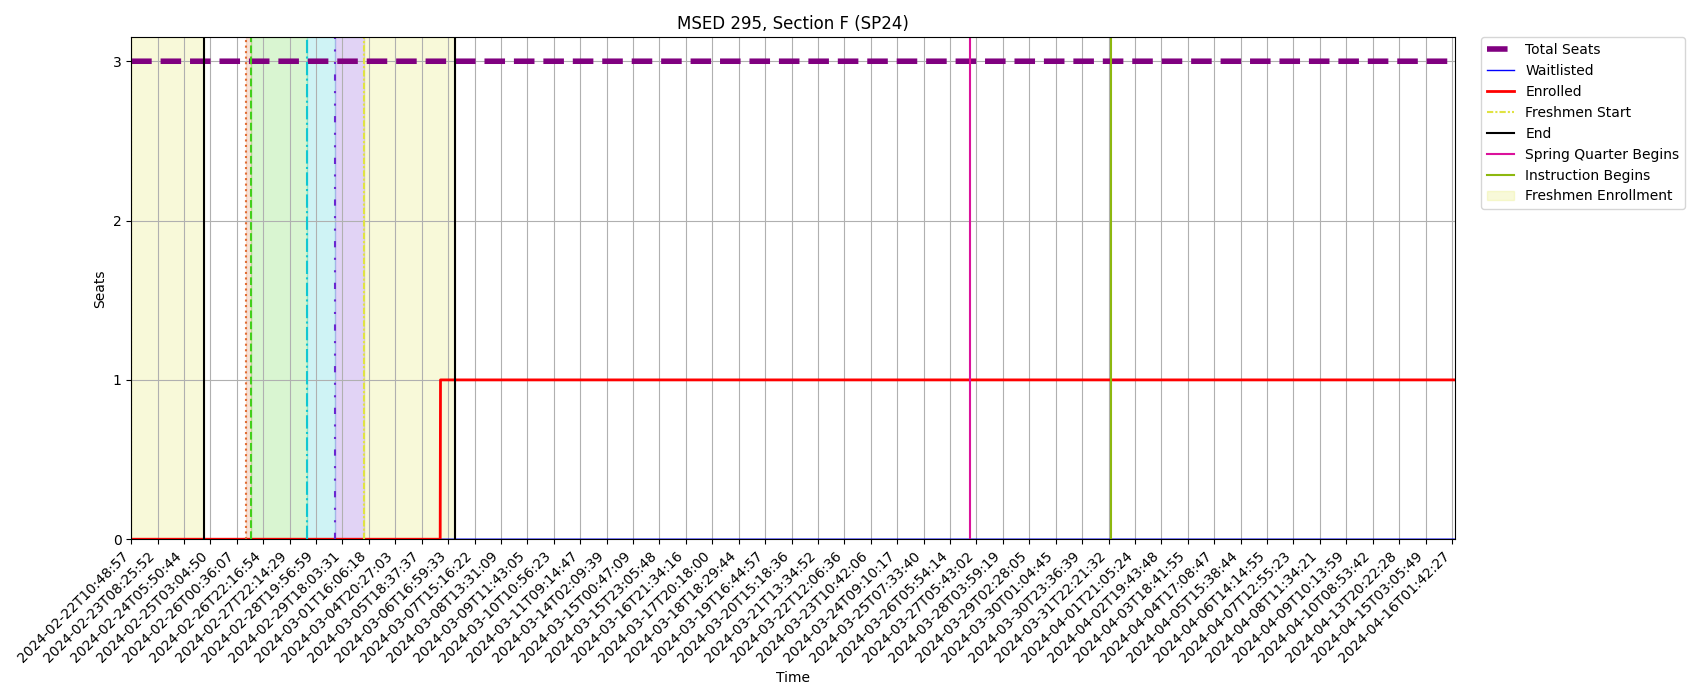 MSED 295, Section F (SP24)
Total Seats
Waitlisted
Enrolled
Freshmen Start
End
Spring Quarter Begins
Instruction Begins
Freshmen Enrollment
Seats
3
2
1
0
2024-02-22T10:48:57
2024-02-23T08:25:52
2024-02-24T05:50:44
2024-02-25T03:04:50
2024-02-26T00:36:07
2024-02-26T22:16:54
2024-02-27T22:14:29
2024-02-28T19:56:59
2024-02-29T18:03:31
2024-03-01T16:06:18
2024-03-04T20:27:03
2024-03-05T18:37:37
2024-03-06T16:59:33
2024-03-07T15:16:22
2024-03-08T13:31:09
2024-03-09T11:43:05
2024-03-10T10:56:23
2024-03-11T09:14:47
2024-03-14T02:09:39
2024-03-15T00:47:09
2024-03-15T23:05:48
2024-03-16T21:34:16
2024-03-17T20:18:00
2024-03-18T18:29:44
2024-03-19T16:44:57
2024-03-20T15:18:36
2024-03-21T13:34:52
2024-03-22T12:06:36
2024-03-23T10:42:06
2024-03-24T09:10:17
2024-03-25T07:33:40
2024-03-26T05:54:14
2024-03-27T05:43:02
2024-03-28T03:59:19
2024-03-29T02:28:05
2024-03-30T01:04:45
2024-03-30T23:36:39
2024-03-31T22:21:32
2024-04-01T21:05:24
2024-04-02T19:43:48
2024-04-03T18:41:55
2024-04-04T17:08:47
2024-04-05T15:38:44
2024-04-06T14:14:55
2024-04-07T12:55:23
2024-04-08T11:34:21
2024-04-09T10:13:59
2024-04-10T08:53:42
2024-04-13T20:22:28
2024-04-15T03:05:49
2024-04-16T01:42:27
Time